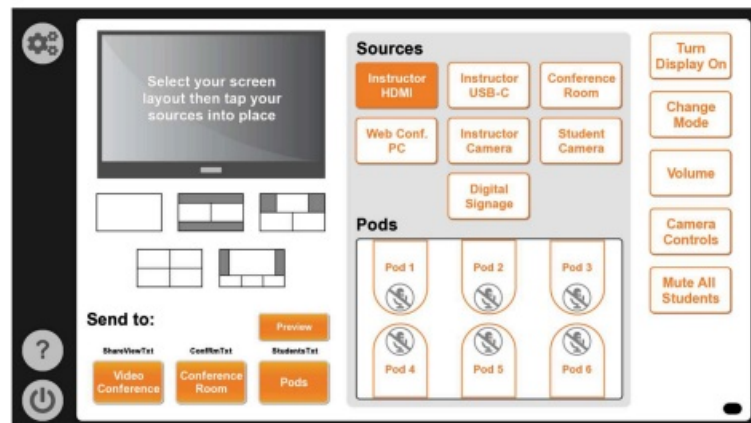 Select your screen
layout then tap your
sources into place
Send to:
Preview
ShareViewTxt
ConfRmTxt
StudentsTxt
Video
Conference
Conference
Room
Pods
Sources
Instructor
HDMI
Instructor
USB-C
Conference
Room
Web Conf.
PC
Instructor
Camera
Student
Camera
Digital
Signage
Pods
Pod 1
Pod 2
Pod 3
Pod 4
Pod 5
Pod 6
Turn
Display On
Change
Mode
Volume
Camera
Controls
Mute All
Students
?